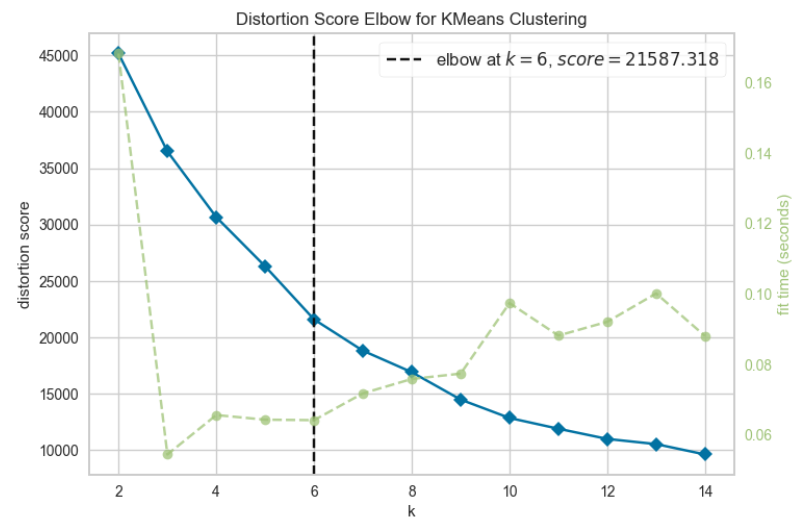 Distortion Score Elbow for KMeans Clustering
elbow at k = 6, score = 21587.318
45000
40000
35000
30000
25000
20000
15000
10000
distortion score
0.16
0.14
0.12
0.10
0.08
0.06
fit time (seconds)
2 4 6 8 10 12 14
k